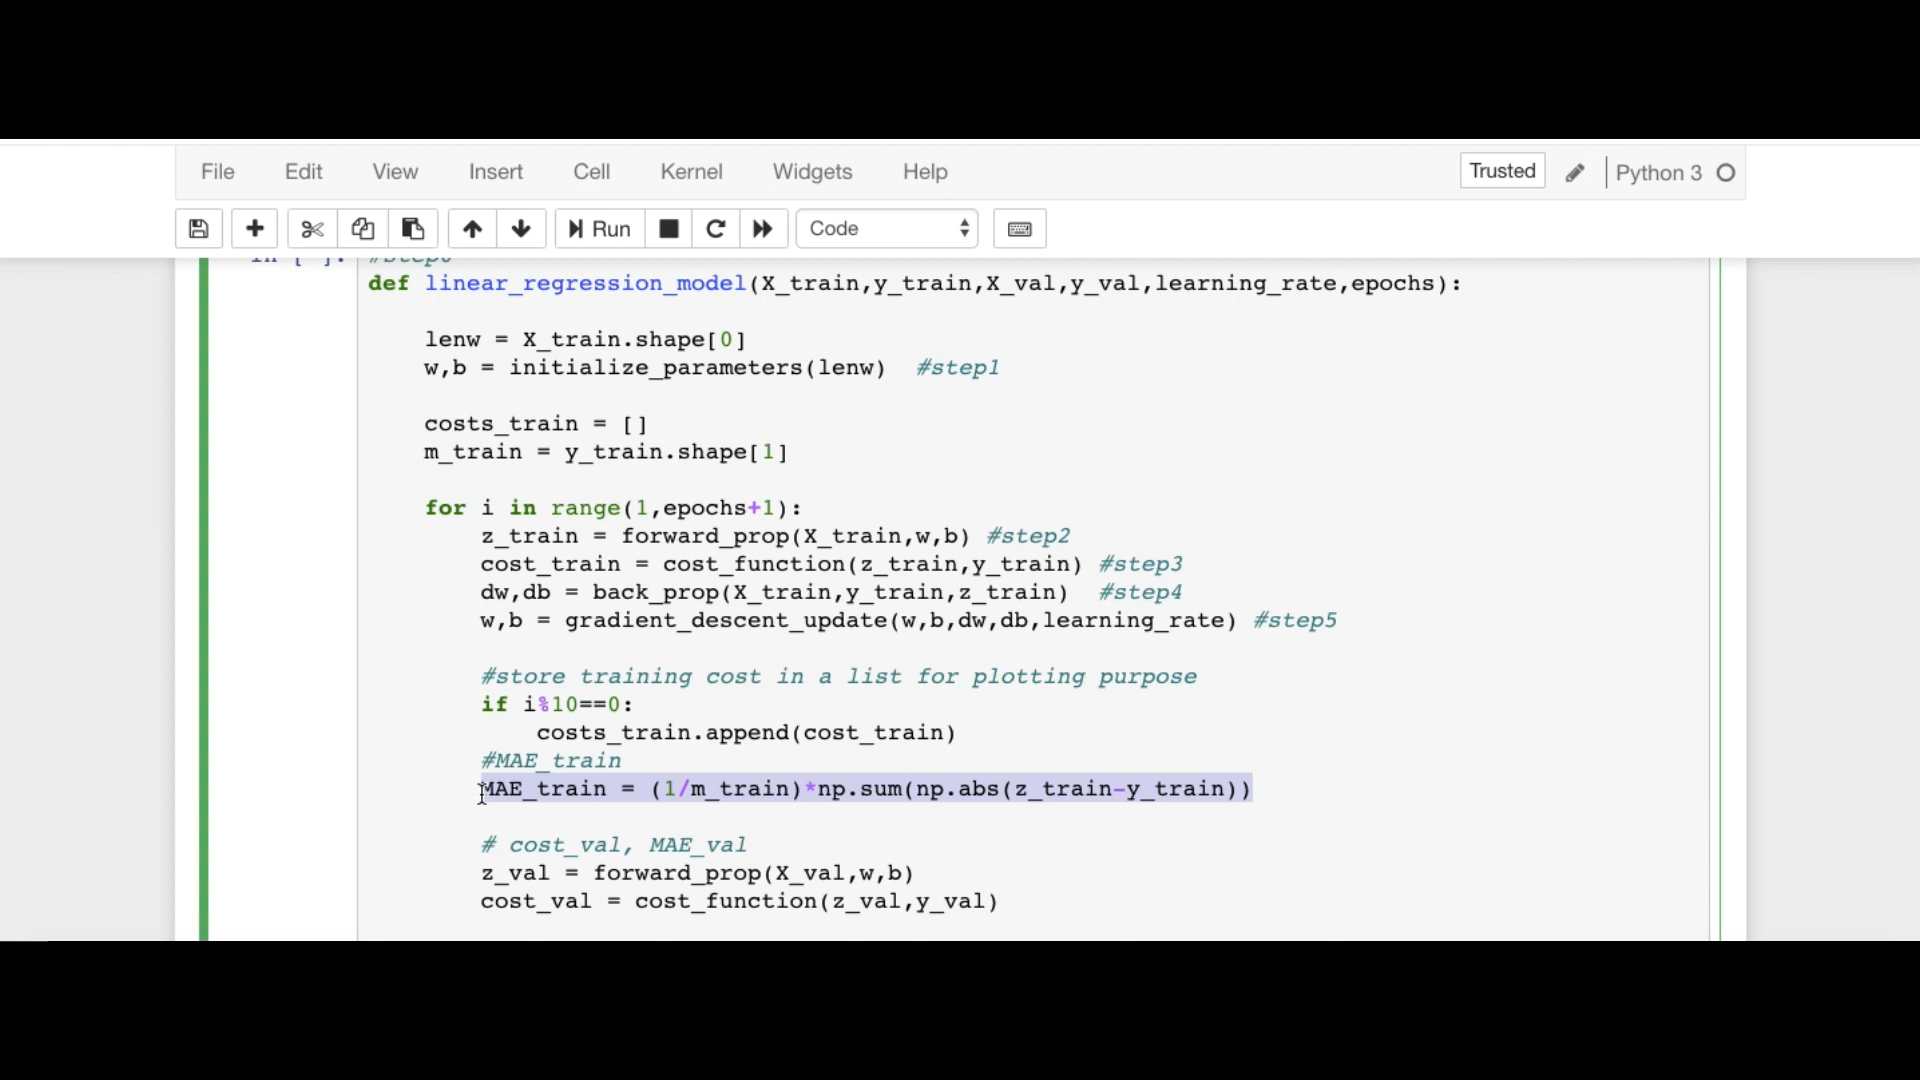 File Edit View Insert Cell Kernel Widgets Help Trusted Python 3
Run Code
def linear_regression_model(X_train,y_train,X_val,y_val,learning_rate,epochs):
lenw = X_train.shape[0]
w,b = initialize_parameters(lenw) #step1
costs_train = []
m_train = y_train.shape[1]
for i in range(1,epochs+1):
z_train = forward_prop(X_train,w,b) #step2
cost_train = cost_function(z_train,y_train) #step3
dw,db = back_prop(X_train,y_train,z_train) #step4
w,b = gradient_descent_update(w,b,dw,db,learning_rate) #step5
#store training cost in a list for plotting purpose
if i%10==0:
costs_train.append(cost_train)
#MAE_train
MAE_train = (1/m_train)*np.sum(np.abs(z_train-y_train))
# cost_val, MAE_val
z_val = forward_prop(X_val,w,b)
cost_val = cost_function(z_val,y_val)